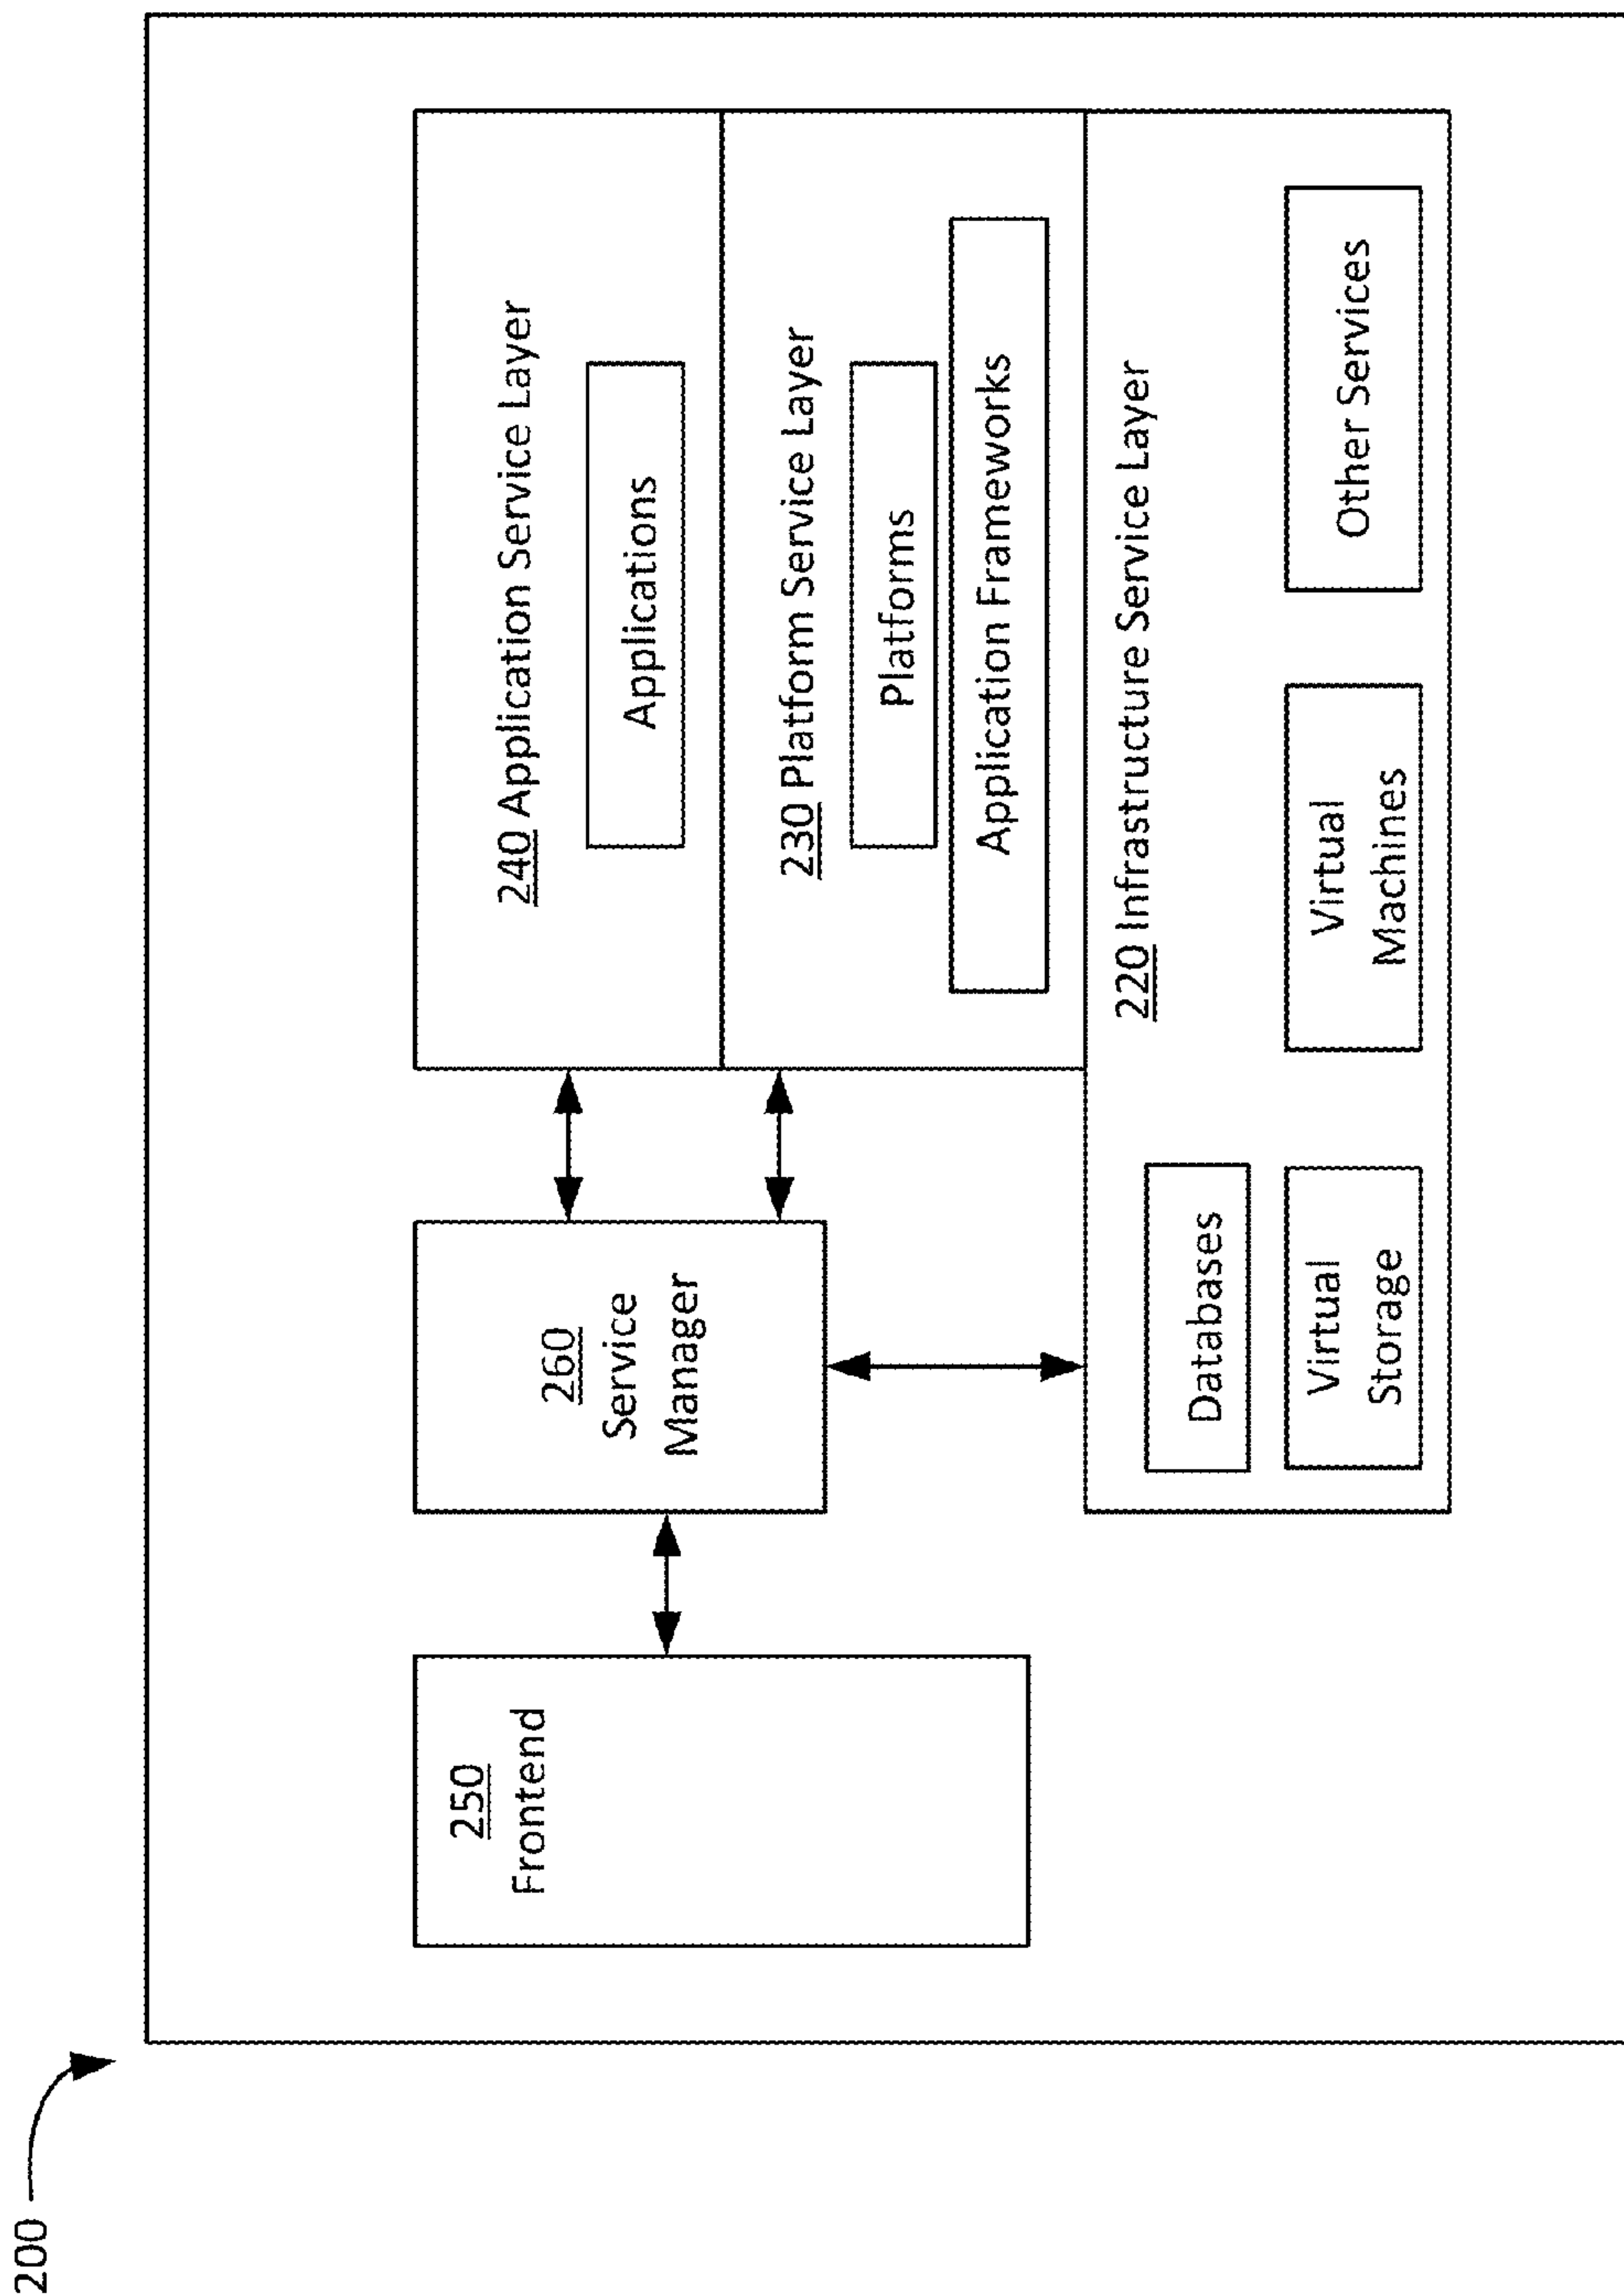 200
250
Frontend
260
Service
Manager
240 Application Service Layer
Applications
230 Platform Service Layer
Platforms
Application Frameworks
220 Infrastructure Service Layer
Databases
Virtual
Storage
Virtual
Machines
Other Services